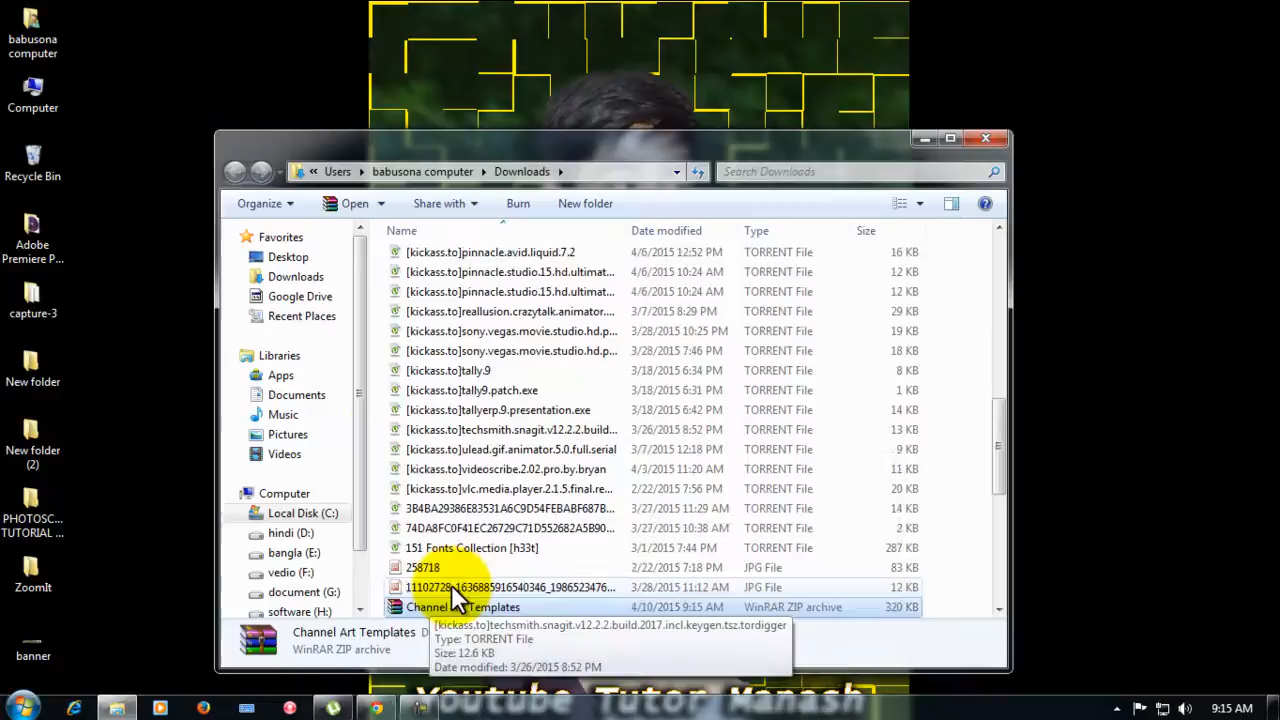 babusona
computer
Computer
Recycle Bin
Adobe
Premiere P...
capture-3
New folder
New folder
(2)
PHOTOSC...
TUTORIAL ...
ZoomIt
banner
Users
babusona computer
Downloads
Search Downloads
Organize
Open
Share with
Burn
New folder
Name
Date modified
Type
Size
Favorites
Desktop
Downloads
Google Drive
Recent Places
Libraries
Apps
Documents
Music
Pictures
Videos
Computer
Local Disk (C:)
hindi (D:)
bangla (E:)
vedio (F:)
document (G:)
software (H:)
[kickass.to]pinnacle.avid.liquid.7.2 4/6/2015 12:52 PM TORRENT File 16 KB
[kickass.to]pinnacle.studio.15.hd.ultimat... 4/6/2015 10:24 AM TORRENT File 12 KB
[kickass.to]pinnacle.studio.15.hd.ultimat... 4/6/2015 10:24 AM TORRENT File 12 KB
[kickass.to]reallusion.crazytalk.animator.... 3/7/2015 8:29 PM TORRENT File 29 KB
[kickass.to]sony.vegas.movie.studio.hd.p... 3/28/2015 10:25 PM TORRENT File 19 KB
[kickass.to]sony.vegas.movie.studio.hd.p... 3/28/2015 7:46 PM TORRENT File 18 KB
[kickass.to]tally.9 3/18/2015 6:34 PM TORRENT File 8 KB
[kickass.to]tally9.patch.exe 3/18/2015 6:31 PM TORRENT File 1 KB
[kickass.to]tallyerp.9.presentation.exe 3/18/2015 6:42 PM TORRENT File 12 KB
[kickass.to]techsmith.snagit.v12.2.2.build... 3/26/2015 8:52 PM TORRENT File 13 KB
[kickass.to]ulead.gif.animator.5.0.full.serial 3/7/2015 12:18 PM TORRENT File 9 KB
[kickass.to]videoscribe.2.02.pro.by.bryan 4/3/2015 11:20 AM TORRENT File 11 KB
[kickass.to]vlc.media.player.2.1.5.final.re... 2/22/2015 7:56 PM TORRENT File 20 KB
3B4BA29386E83531A6C9D54FEBABF687B... 3/27/2015 11:29 AM TORRENT File 14 KB
74DA8FC0F41EC26729C71D552682A5B90... 3/27/2015 10:38 AM TORRENT File 2 KB
151 Fonts Collection [h33t] 3/1/2015 7:44 PM TORRENT File 287 KB
258718 2/22/2015 7:18 PM JPG File 83 KB
11102728_1636885916540346_1986523476... 3/28/2015 11:12 AM JPG File 12 KB
Channel Templates 4/10/2015 9:15 AM WinRAR ZIP archive 320 KB
[kickass.to]techsmith.snagit.v12.2.2.build.2017.incl.keygen.tsz.tordigger
Type: TORRENT File
Size: 12.6 KB
Date modified: 3/26/2015 8:52 PM
Channel Art Templates D
WinRAR ZIP archive
Youtube Tutor Manash
9:15 AM